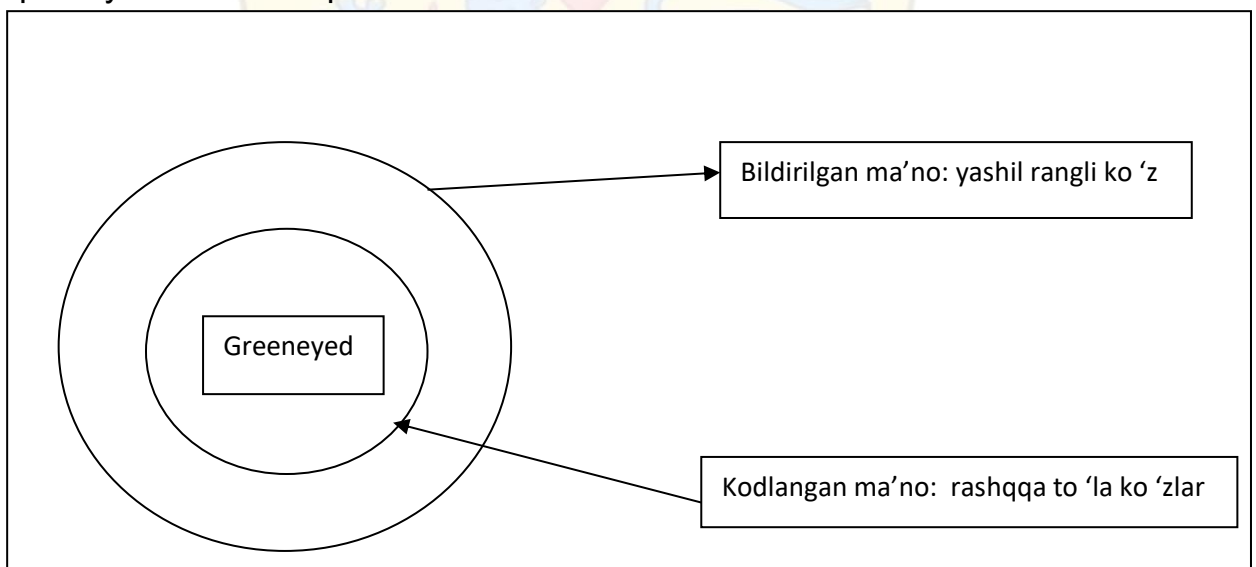 Bildirilgan ma’no: yashil rangli ko ‘z
Greeneyed
Kodlangan ma’no: rashqqa to ‘la ko ‘zlar